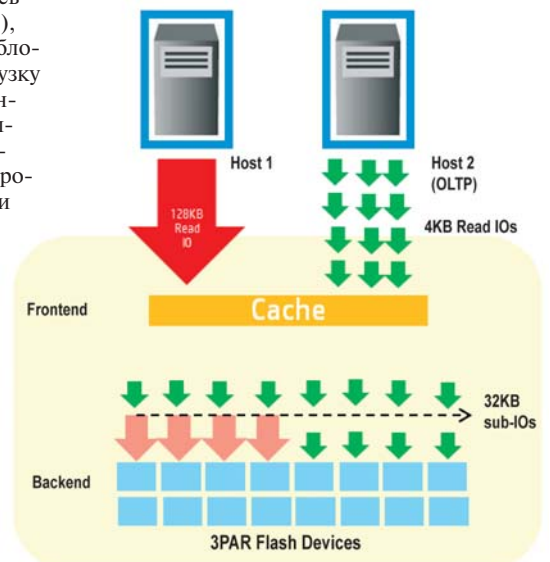 ),
бло-
узку
н-
и-
-
ро-
и
Host 1
Host 2
(OLTP)
128KB
Read
IO
4KB Read IOs
Frontend
Cache
32KB
sub-IOs
Backend
3PAR Flash Devices